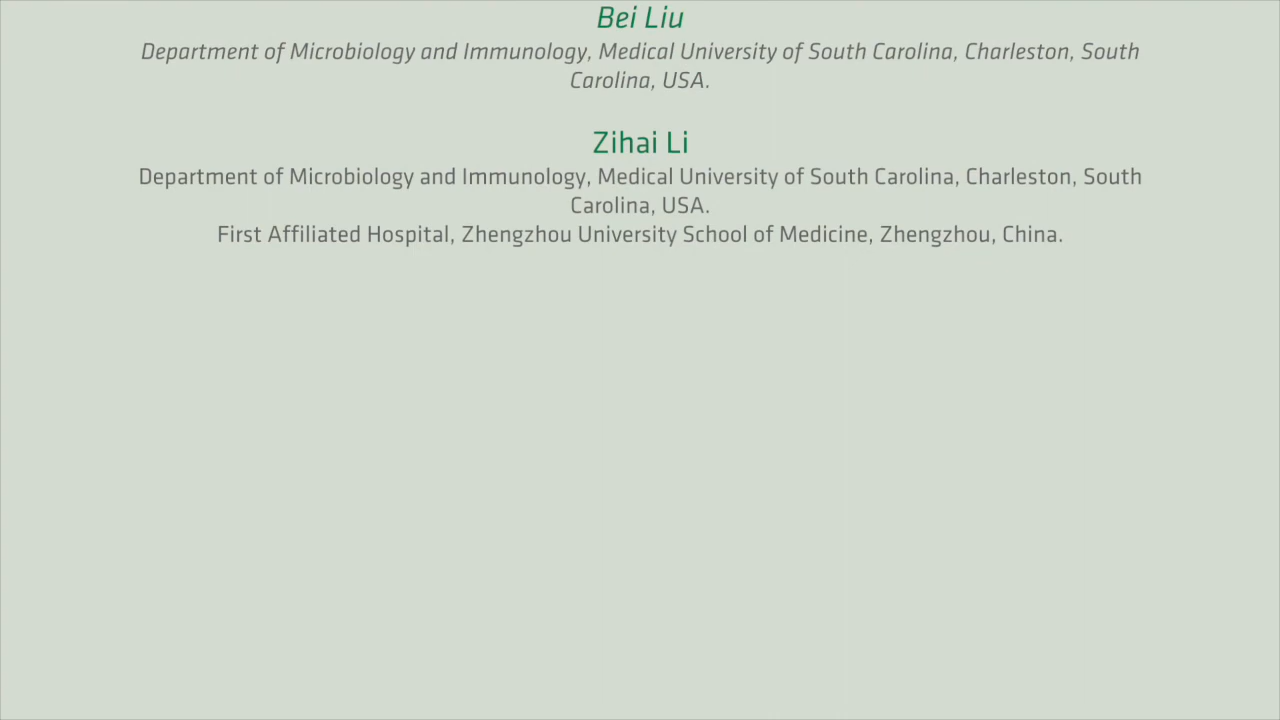 Bei Liu
Department of Microbiology and Immunology, Medical University of South Carolina, Charleston, South
Carolina, USA.
Zihai Li
Department of Microbiology and Immunology, Medical University of South Carolina, Charleston, South
Carolina, USA.
First Affiliated Hospital, Zhengzhou University School of Medicine, Zhengzhou, China.